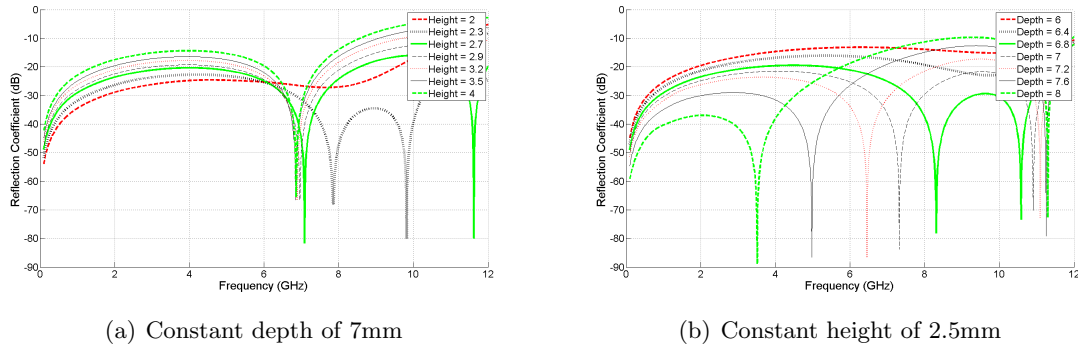 0
-10
-20
-30
-40
-50
-60
-70
-80
-90
0 2 4 6 8 10 12
Reflection Coefficient (dB)
Frequency (GHz)
Height = 2
Height = 2.3
Height = 2.7
Height = 2.9
Height = 3.2
Height = 3.5
Height = 4
(a) Constant depth of 7mm
0
-10
-20
-30
-40
-50
-60
-70
-80
-90
0 2 4 6 8 10 12
Reflection Coefficient (dB)
Frequency (GHz)
Depth = 6
Depth = 6.4
Depth = 6.8
Depth = 7
Depth = 7.2
Depth = 7.6
Depth = 8
(b) Constant height of 2.5mm